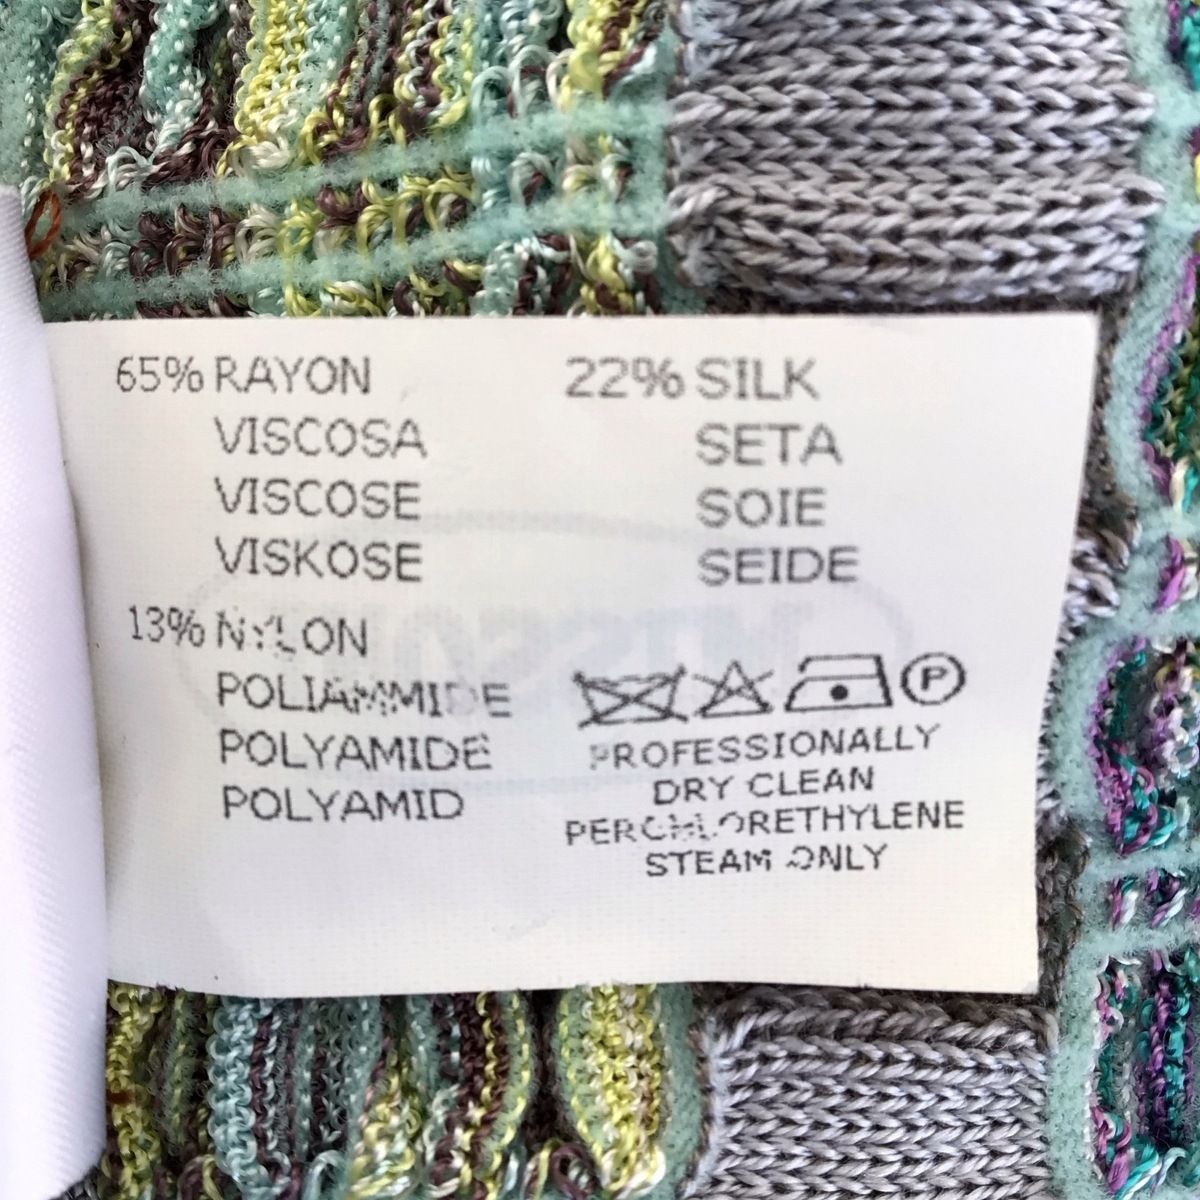 65% RAYON
VISCOSA
VISCOSE
VISKOSE
13% NYLON
POLIAMMIDE
POLYAMIDE
POLYAMID
22% SILK
SETA
SOIE
SEIDE
P
PROFESSIONALLY
DRY CLEAN
PERCHLORETHYLENE
STEAM ONLY